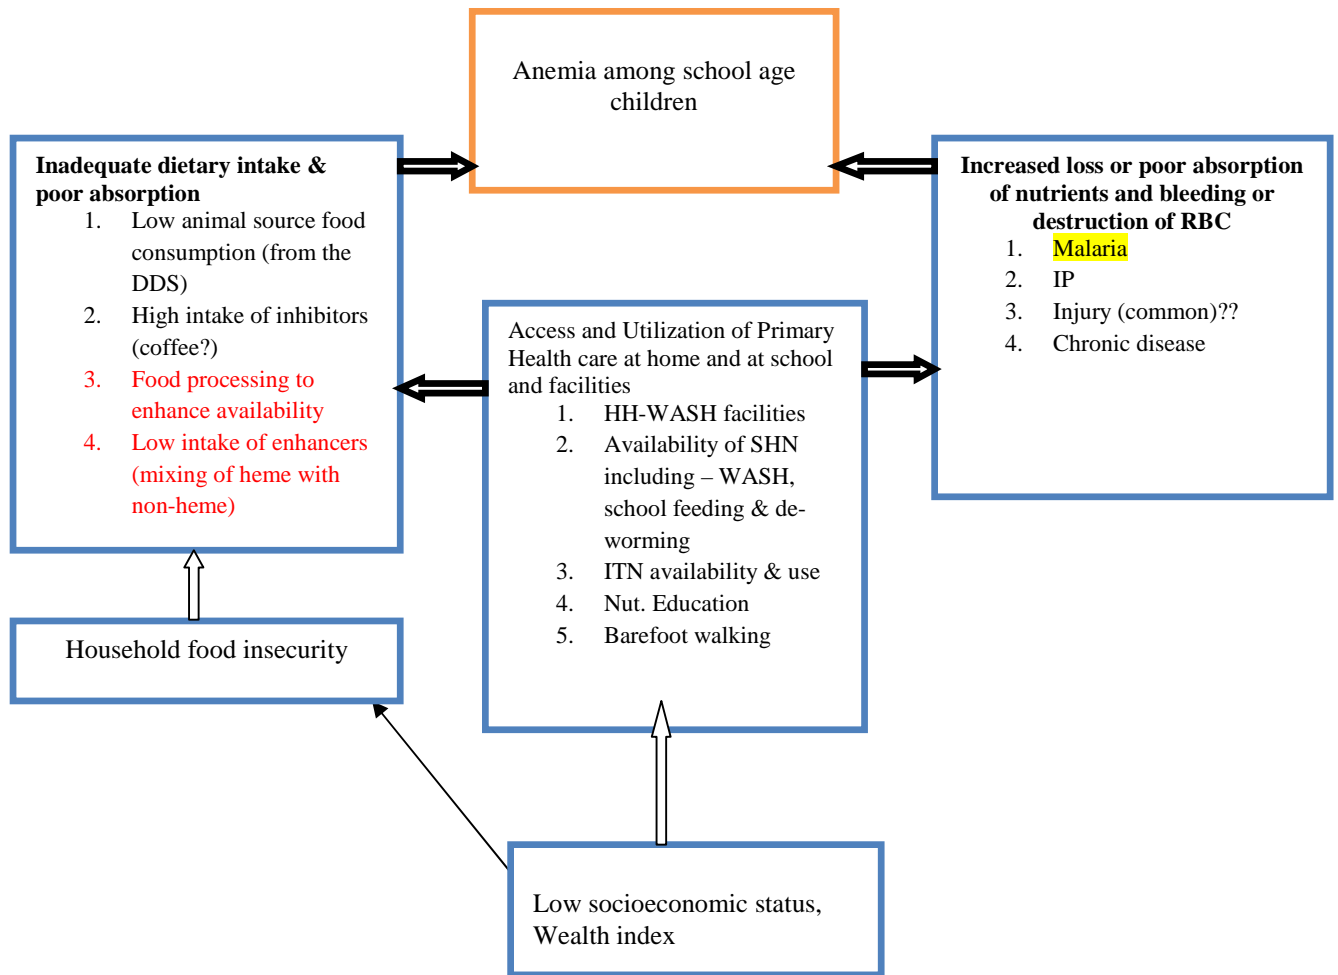 Anemia among school age
children
Inadequate dietary intake &
poor absorption
1. Low animal source food
consumption (from the
DDS)
2. High intake of inhibitors
(coffee?)
3. Food processing to
enhance availability
4. Low intake of enhancers
(mixing of heme with
non-heme)
Increased loss or poor absorption
of nutrients and bleeding or
destruction of RBC
1. Malaria
2. IP
3. Injury (common)??
4. Chronic disease
Access and Utilization of Primary
Health care at home and at school
and facilities
1. HH-WASH facilities
2. Availability of SHN
including – WASH,
school feeding & de-
worming
3. ITN availability & use
4. Nut. Education
5. Barefoot walking
Household food insecurity
Low socioeconomic status,
Wealth index